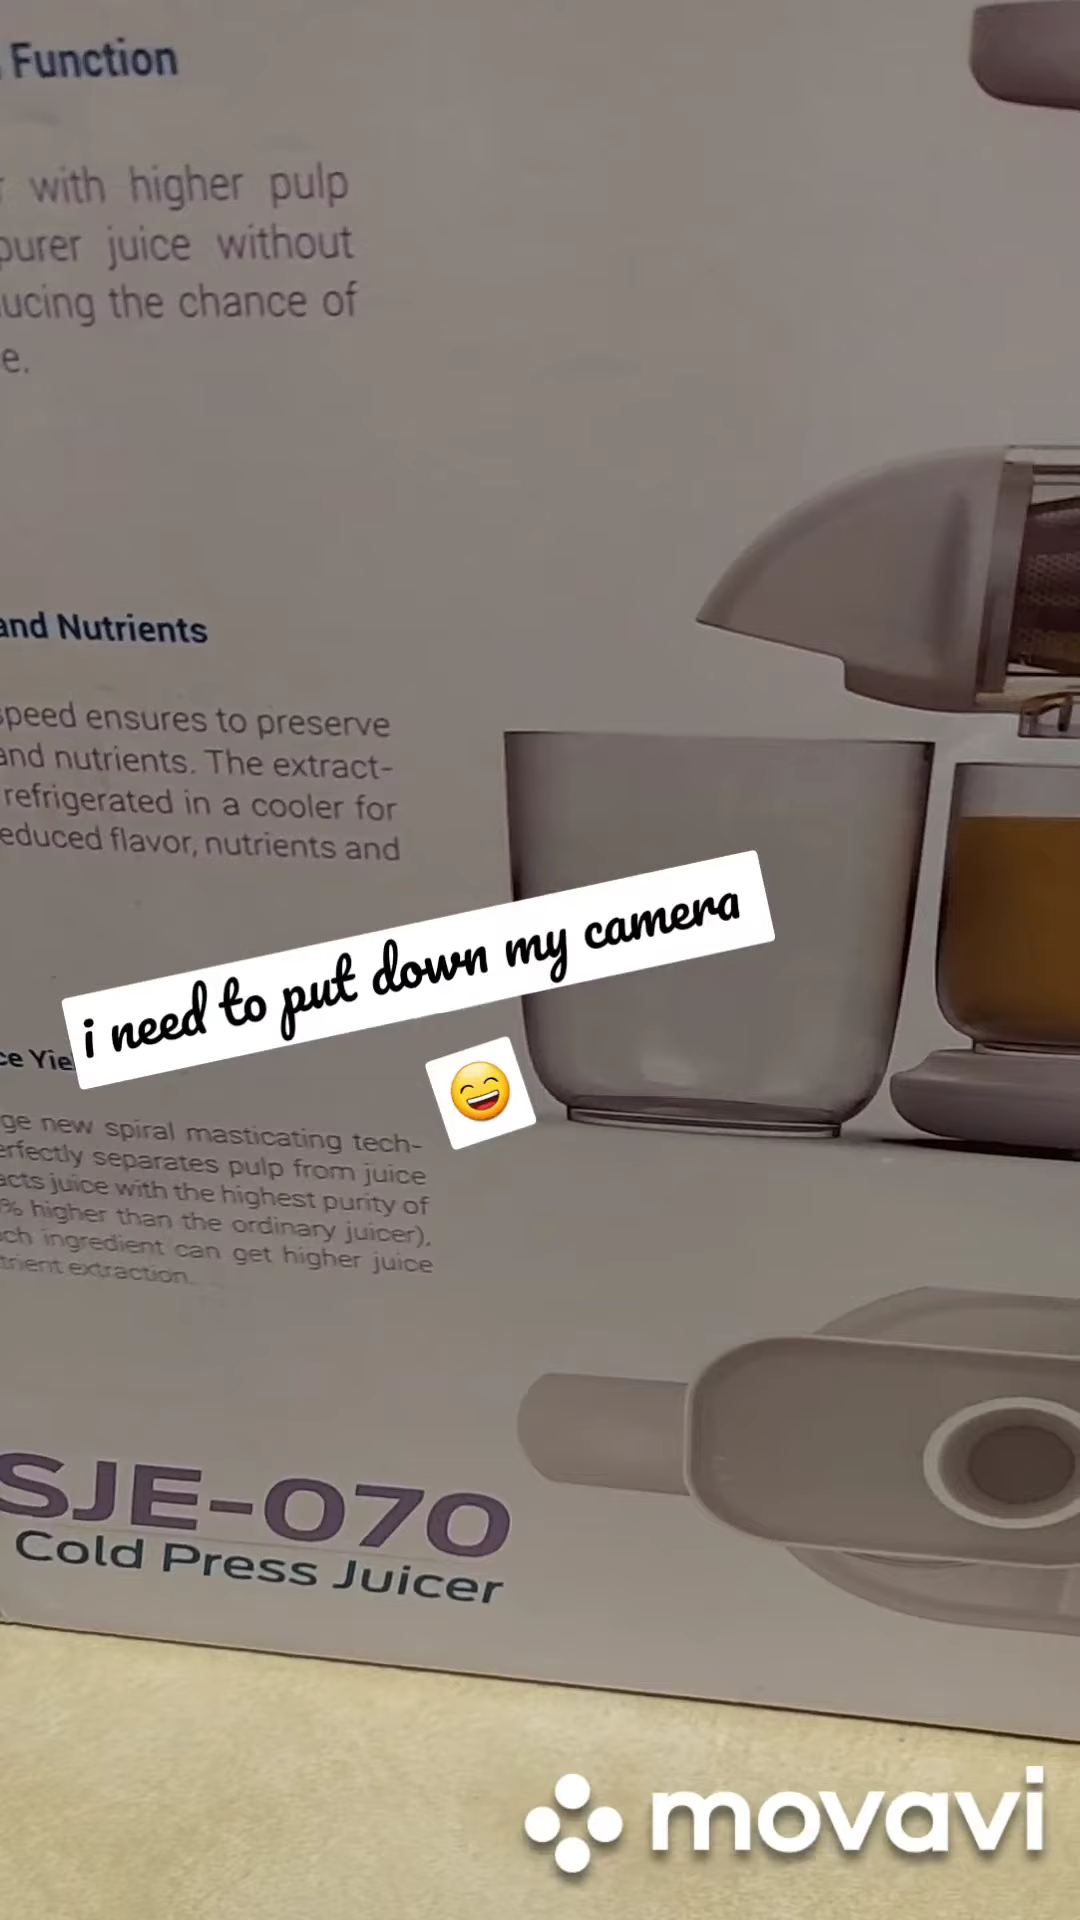 Function
with higher pulp
purer juice without
ucing the chance of
e.
and Nutrients
speed ensures to preserve
and nutrients. The extract-
refrigerated in a cooler for
educed flavor, nutrients and
i need to put down my camera
😄
ce Yie
ge new spiral masticating tech-
erfectly separates pulp from juice
acts juice with the highest purity of
% higher than the ordinary juicer),
ch ingredient can get higher juice
trient extraction.
SJE-070
Cold Press Juicer
movavi